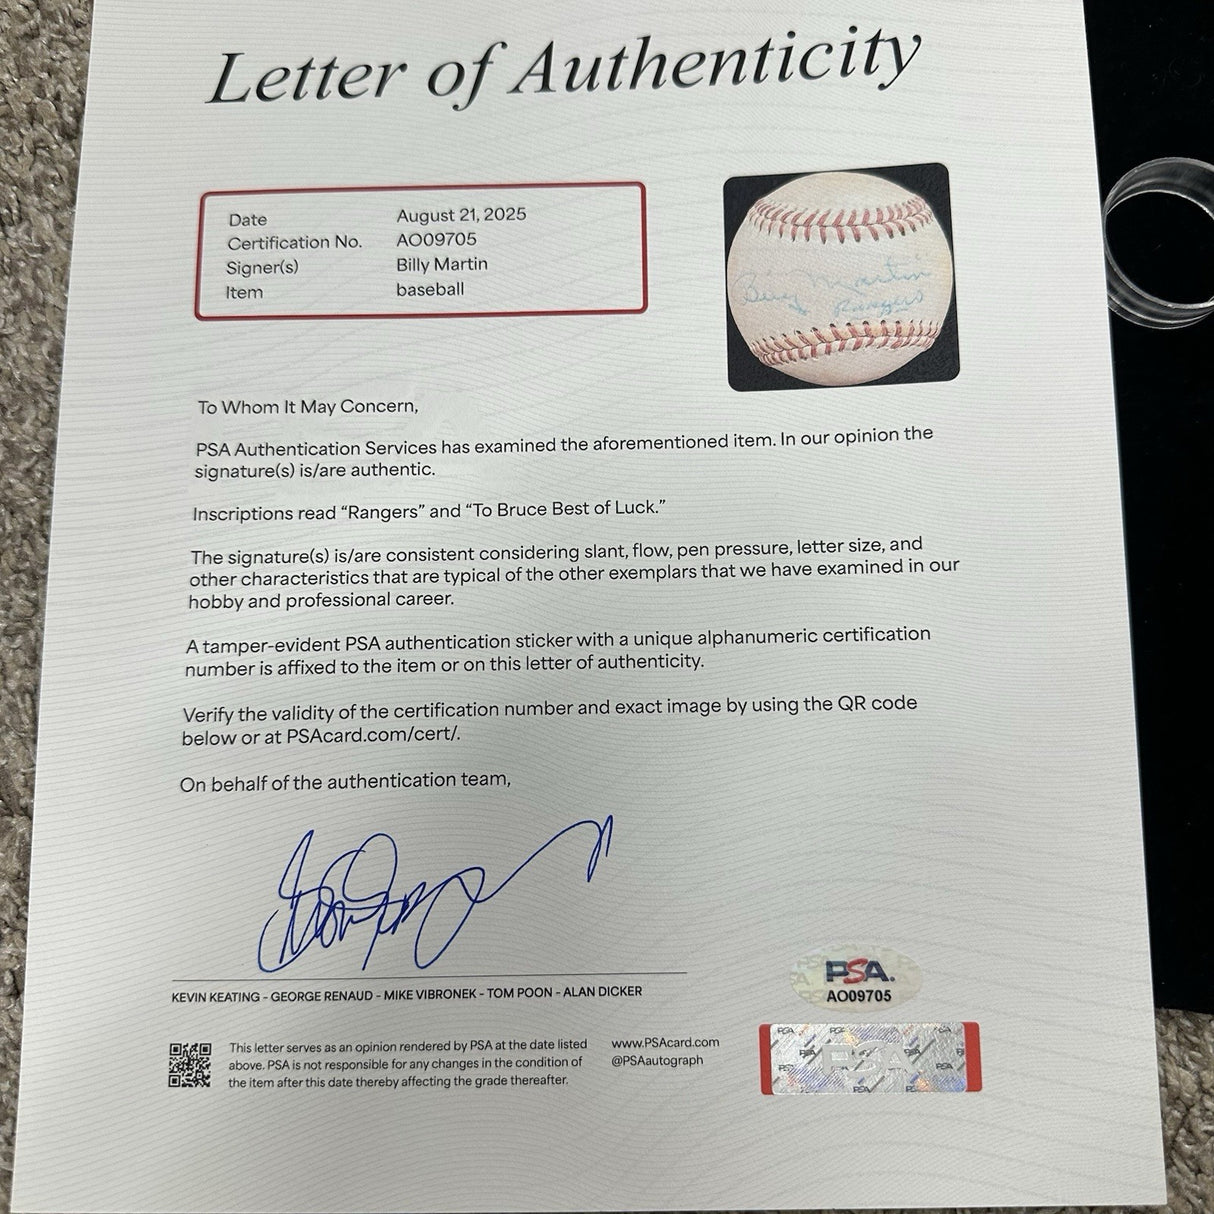 Letter of Authenticity
Date August 21, 2025
Certification No. AO09705
Signer(s) Billy Martin
Item baseball
Billy Martin
Rangers
To Whom It May Concern,
PSA Authentication Services has examined the aforementioned item. In our opinion the
signature(s) is/are authentic.
Inscriptions read “Rangers” and “To Bruce Best of Luck.”
The signature(s) is/are consistent considering slant, flow, pen pressure, letter size, and
other characteristics that are typical of the other exemplars that we have examined in our
hobby and professional career.
A tamper-evident PSA authentication sticker with a unique alphanumeric certification
number is affixed to the item or on this letter of authenticity.
Verify the validity of the certification number and exact image by using the QR code
below or at PSAcard.com/cert/.
On behalf of the authentication team,
KEVIN KEATING - GEORGE RENAUD - MIKE VIBRONEK - TOM POON - ALAN DICKER
This letter serves as an opinion rendered by PSA at the date listed
above. PSA is not responsible for any changes in the condition of
the item after this date thereby affecting the grade thereafter.
www.PSAcard.com
@PSAautograph
PSA.
AO09705
PSA